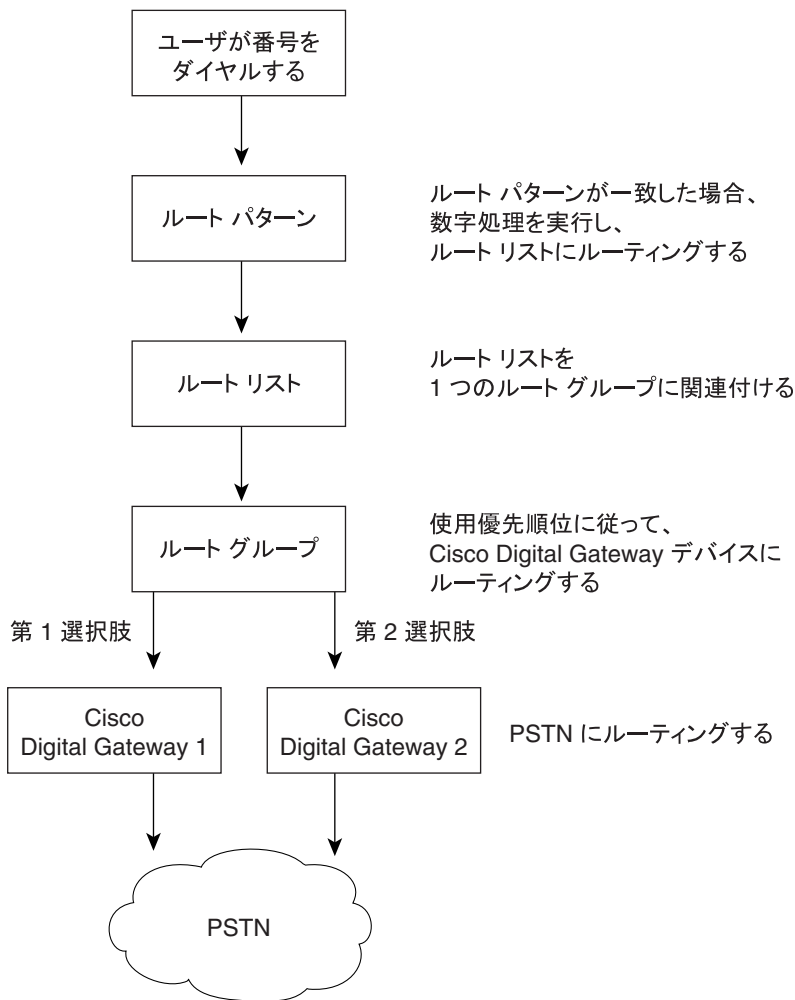 ユーザが番号を
ダイヤルする
ルート パターン
ルート パターンが一致した場合、
数字処理を実行し、
ルート リストにルーティングする
ルート リスト
ルート リストを
1 つのルート グループに関連付ける
ルート グループ
使用優先順位に従って、
Cisco Digital Gateway デバイスに
ルーティングする
第 1 選択肢
第 2 選択肢
Cisco
Digital Gateway 1
Cisco
Digital Gateway 2
PSTN にルーティングする
PSTN